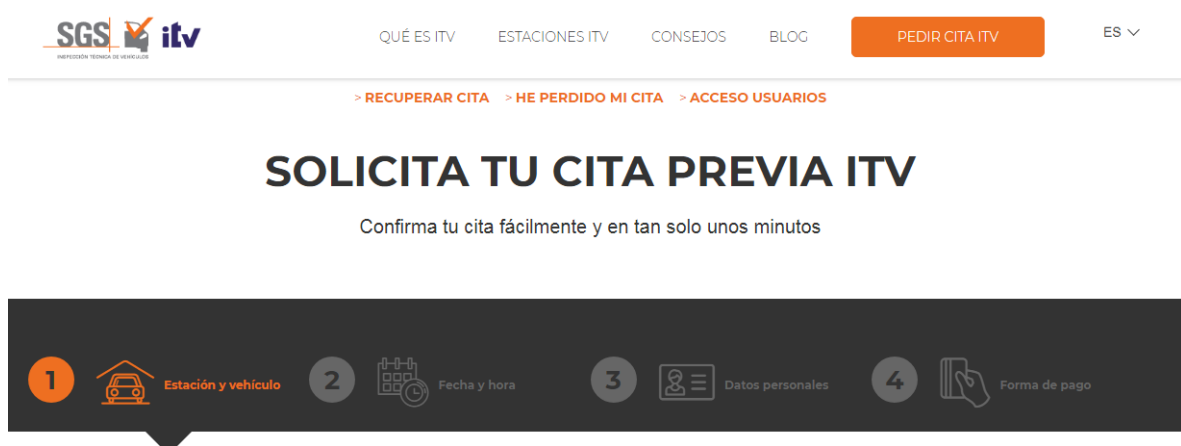 SGS itv
INSPECCIÓN TÉCNICA DE VEHÍCULOS
QUÉ ES ITV ESTACIONES ITV CONSEJOS BLOG PEDIR CITA ITV ES
> RECUPERAR CITA > HE PERDIDO MI CITA > ACCESO USUARIOS
SOLICITA TU CITA PREVIA ITV
Confirma tu cita fácilmente y en tan solo unos minutos
1 Estación y vehículo 2 Fecha y hora 3 Datos personales 4 Forma de pago